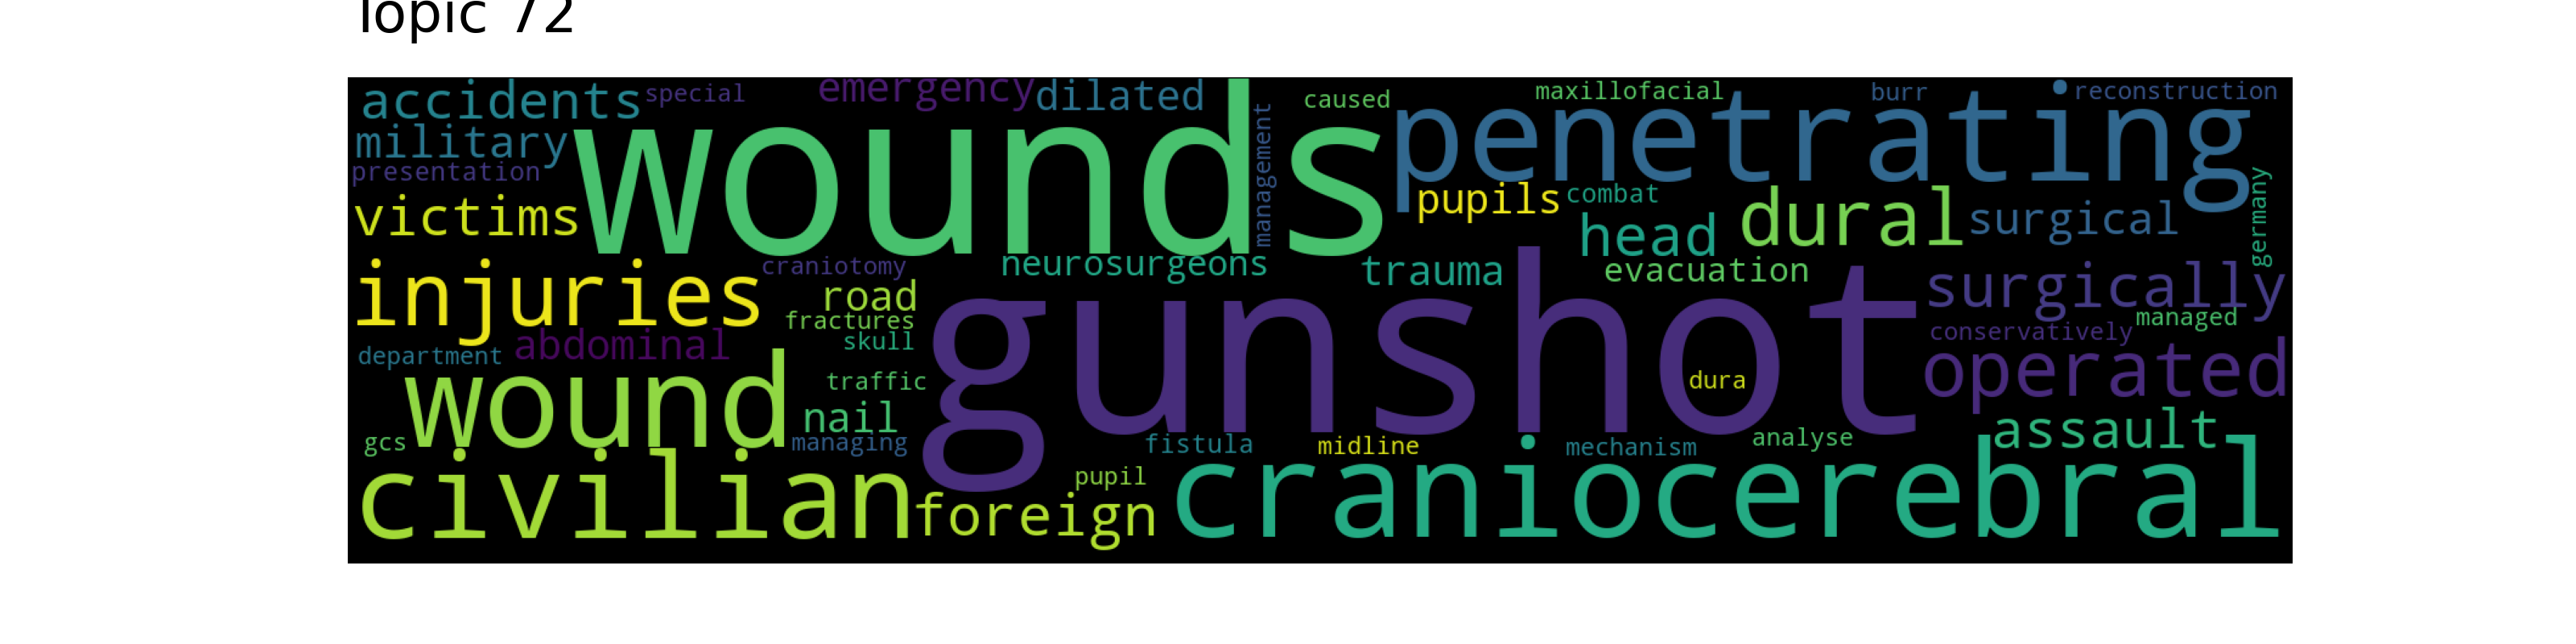 Topic 72
accidents special emergency dilated caused maxillofacial burr reconstruction
military wounds management penetrating
presentation
victims pupils combat head dural surgical germany
injuries craniotomy neurosurgeons trauma evacuation surgically
road gunshot
fractures conservatively managed
skull
department abdominal operated
wound traffic dura
nail assault
gcs managing fistula midline mechanism analyse
civilian foreign pupil craniocerebral